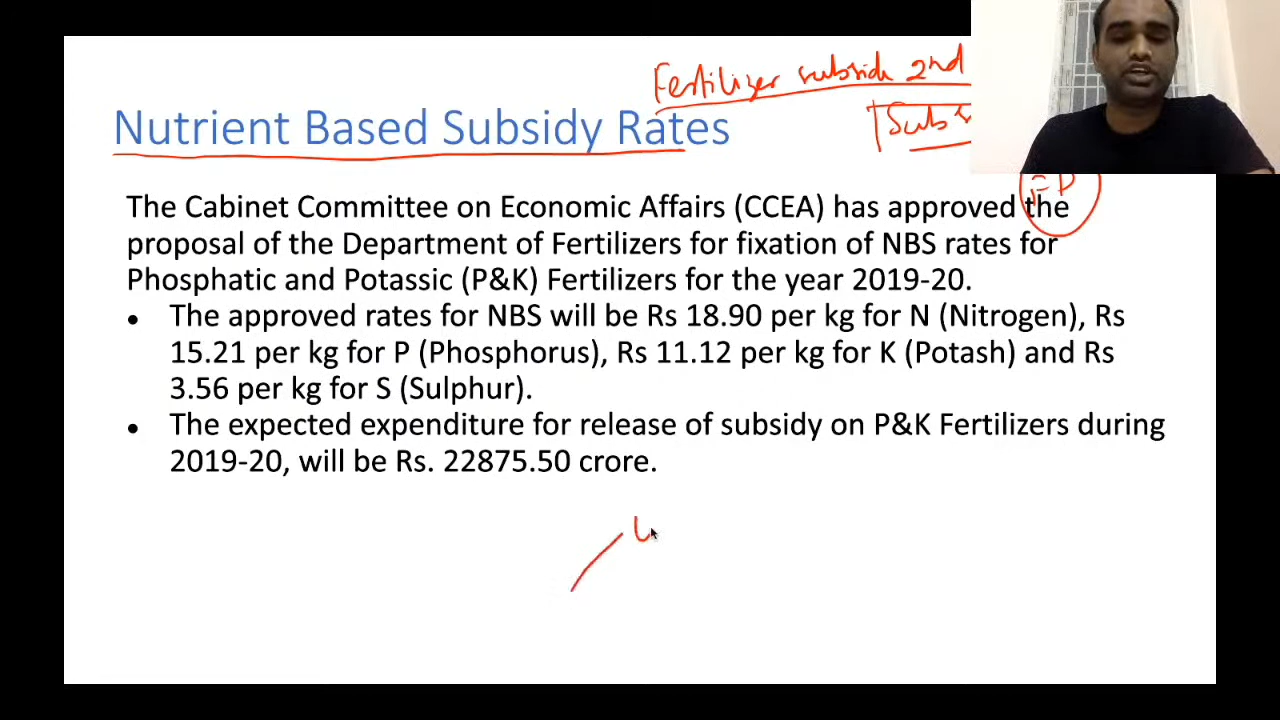 Fertilizer subside 2nd
Nutrient Based Subsidy Rates
The Cabinet Committee on Economic Affairs (CCEA) has approved the
proposal of the Department of Fertilizers for fixation of NBS rates for
Phosphatic and Potassic (P&K) Fertilizers for the year 2019-20.
• The approved rates for NBS will be Rs 18.90 per kg for N (Nitrogen), Rs
15.21 per kg for P (Phosphorus), Rs 11.12 per kg for K (Potash) and Rs
3.56 per kg for S (Sulphur).
• The expected expenditure for release of subsidy on P&K Fertilizers during
2019-20, will be Rs. 22875.50 crore.